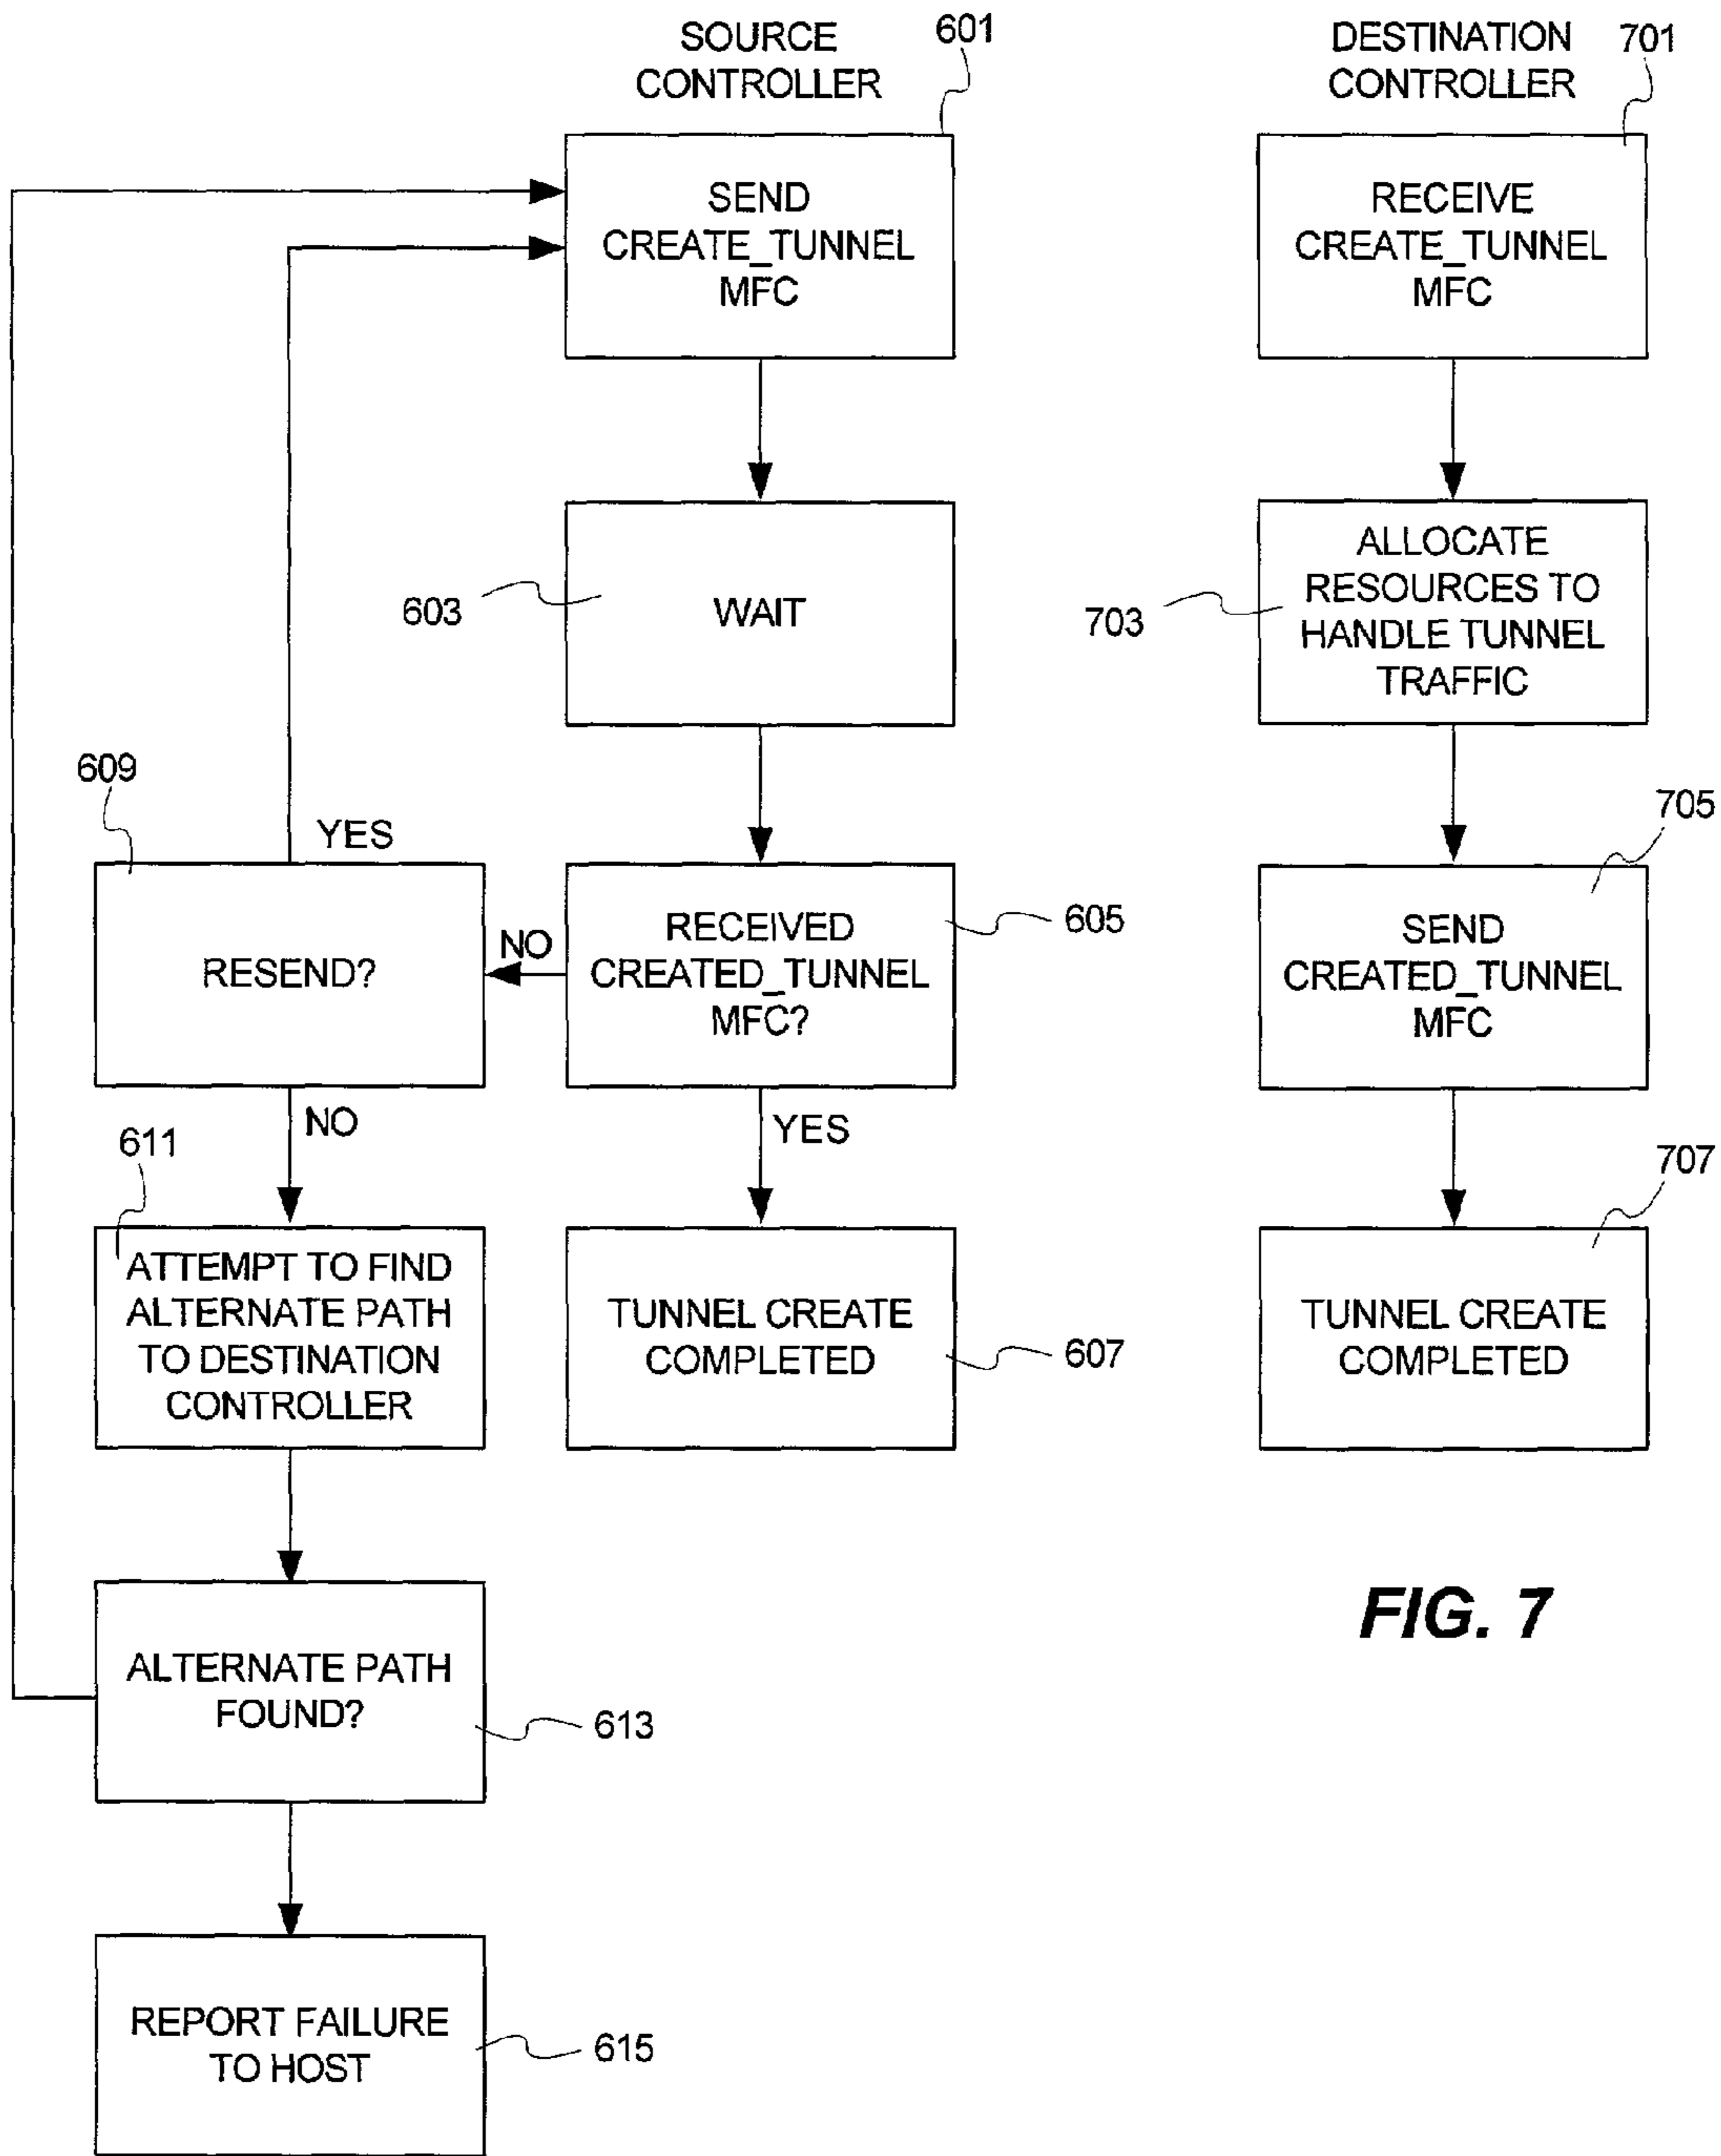 SOURCE
CONTROLLER
601
SEND
CREATE_TUNNEL
MFC
603
WAIT
609
YES
RESEND?
NO
RECEIVED
CREATED_TUNNEL
MFC?
605
NO
YES
611
ATTEMPT TO FIND
ALTERNATE PATH
TO DESTINATION
CONTROLLER
TUNNEL CREATE
COMPLETED
607
ALTERNATE PATH
FOUND?
613
REPORT FAILURE
TO HOST
615
DESTINATION
CONTROLLER
701
RECEIVE
CREATE_TUNNEL
MFC
703
ALLOCATE
RESOURCES TO
HANDLE TUNNEL
TRAFFIC
705
SEND
CREATED_TUNNEL
MFC
707
TUNNEL CREATE
COMPLETED
FIG. 7